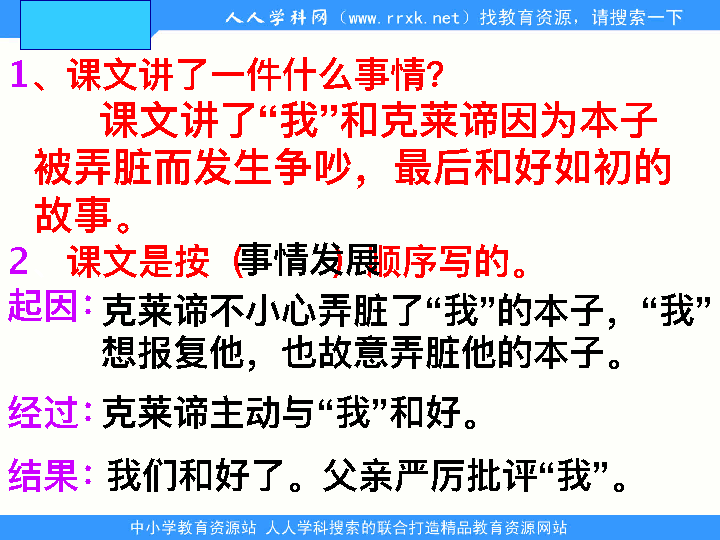 人人学科网（www.rrxk.net）找教育资源，请搜索一下
1、课文讲了一件什么事情?
课文讲了“我”和克莱谛因为本子
被弄脏而发生争吵，最后和好如初的
故事。
2 课文是按（事情发展）顺序写的。
起因：克莱谛不小心弄脏了“我”的本子，“我”
想报复他，也故意弄脏他的本子。
经过：克莱谛主动与“我”和好。
结果：我们和好了。父亲严厉批评“我”。
中小学教育资源站 人人学科搜索的联合打造精品教育资源网站